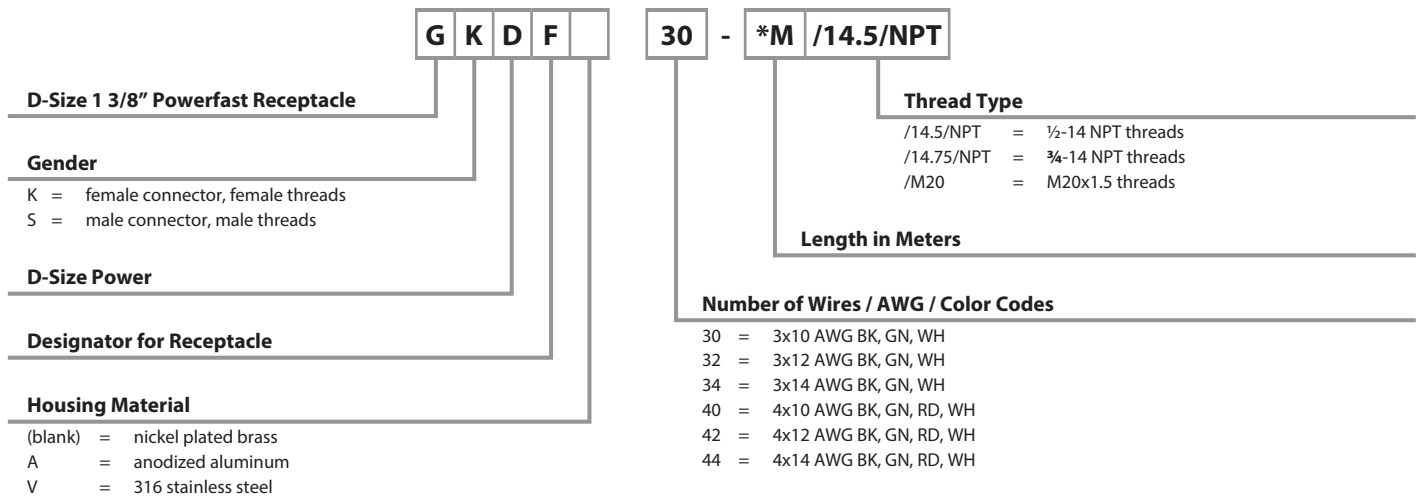 G K D F 30 - *M /14.5/NPT
D-Size 1 3/8” Powerfast Receptacle
Gender
K = female connector, female threads
S = male connector, male threads
D-Size Power
Designator for Receptacle
Housing Material
(blank) = nickel plated brass
A = anodized aluminum
V = 316 stainless steel
Thread Type
/14.5/NPT = ½-14 NPT threads
/14.75/NPT = ¾-14 NPT threads
/M20 = M20x1.5 threads
Length in Meters
Number of Wires / AWG / Color Codes
30 = 3x10 AWG BK, GN, WH
32 = 3x12 AWG BK, GN, WH
34 = 3x14 AWG BK, GN, WH
40 = 4x10 AWG BK, GN, RD, WH
42 = 4x12 AWG BK, GN, RD, WH
44 = 4x14 AWG BK, GN, RD, WH